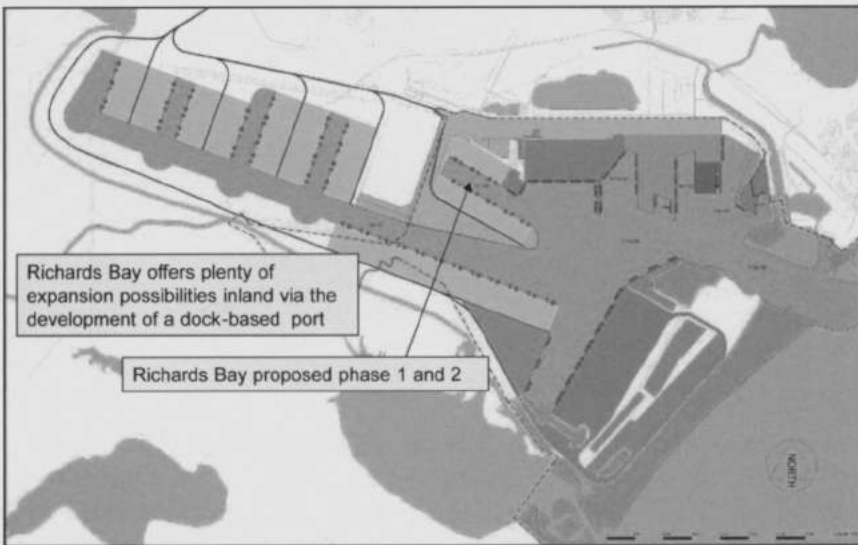 Richards Bay offers plenty of
expansion possibilities inland via the
development of a dock-based port
Richards Bay proposed phase 1 and 2
NORTH